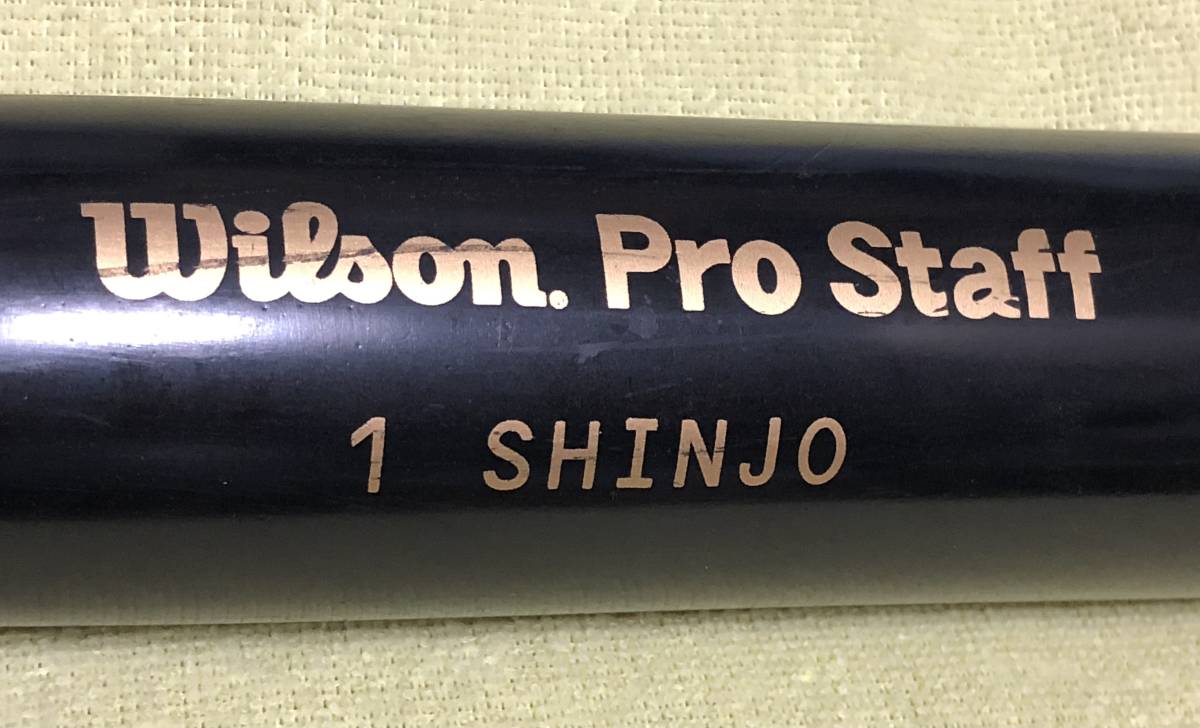 Wilson. Pro Staff
1 SHINJO